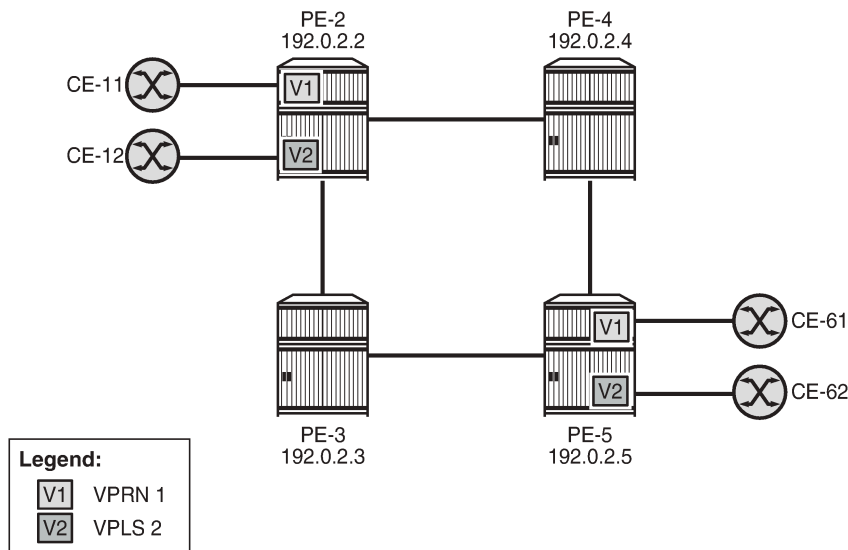 PE-2
192.0.2.2
PE-4
192.0.2.4
CE-11
V1
CE-12
V2
V1
CE-61
V2
CE-62
PE-3
192.0.2.3
PE-5
192.0.2.5
Legend:
V1 VPRN 1
V2 VPLS 2